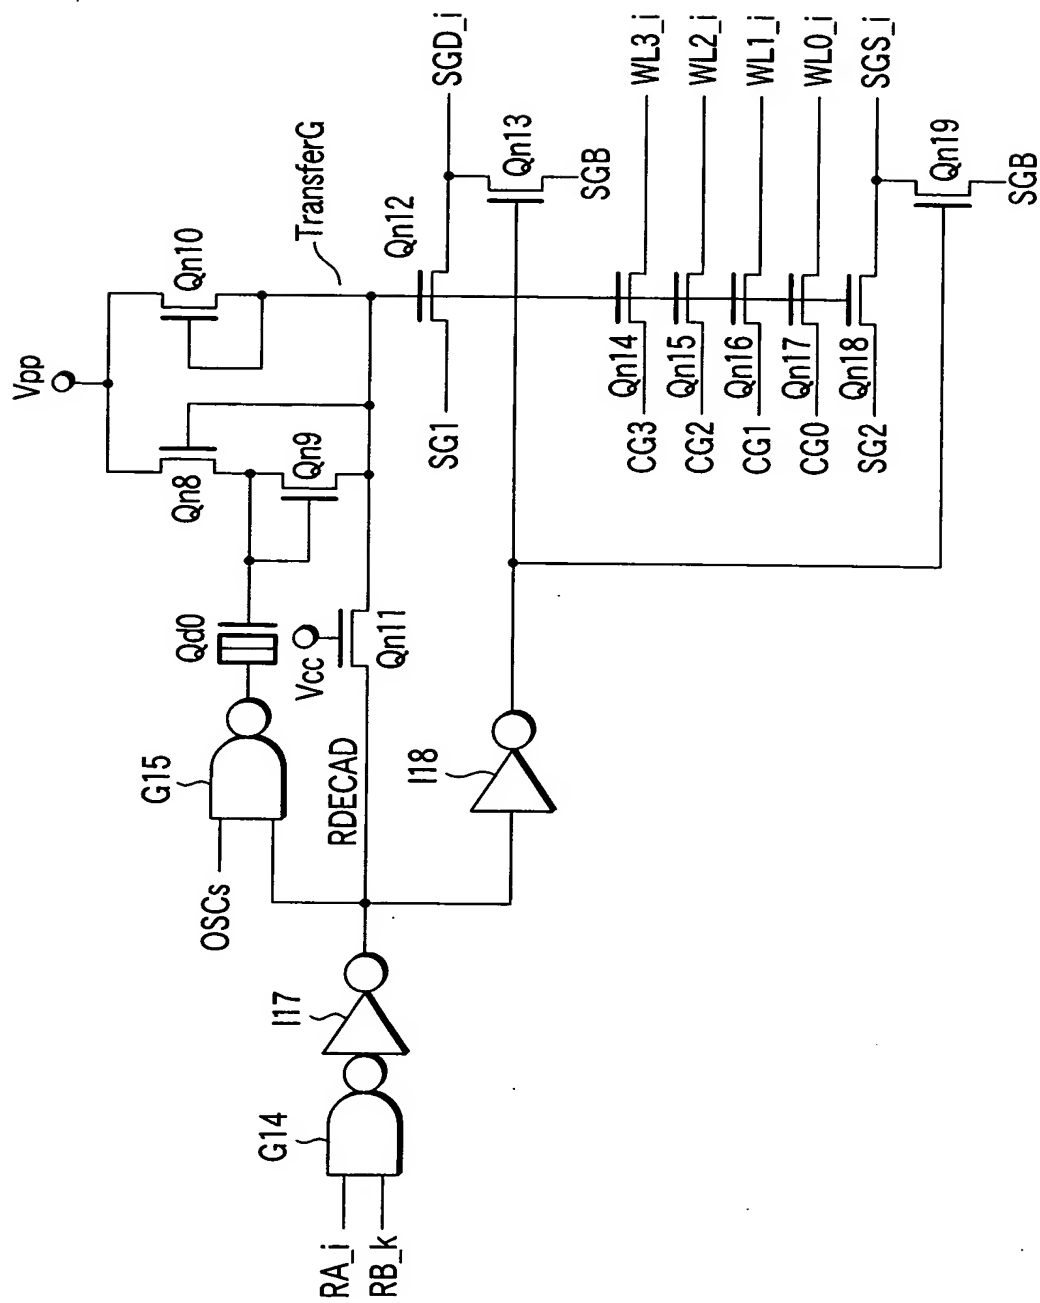 RA_i
RB_k
G14
I17
OSCs
G15
RDECAD
I18
Qd0
Vcc
Qn11
Qn8
Qn9
Vpp
Qn10
TransferG
Qn12
SG1
SGD_i
Qn13
SGB
CG3
Qn14
WL3_i
CG2
Qn15
WL2_i
CG1
Qn16
WL1_i
CG0
Qn17
WL0_i
SG2
Qn18
SGS_i
Qn19
SGB